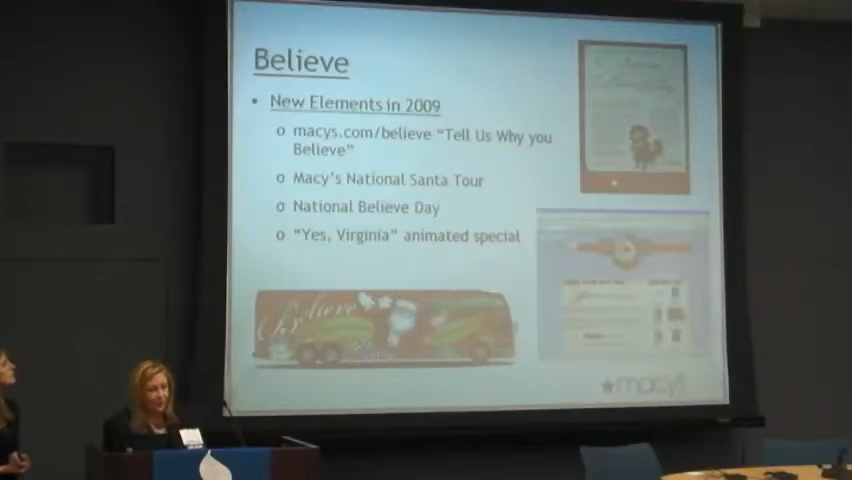 Believe
• New Elements in 2009
o macys.com/believe “Tell Us Why you
Believe”
o Macy’s National Santa Tour
o National Believe Day
o “Yes, Virginia” animated special
Believe
★macy's